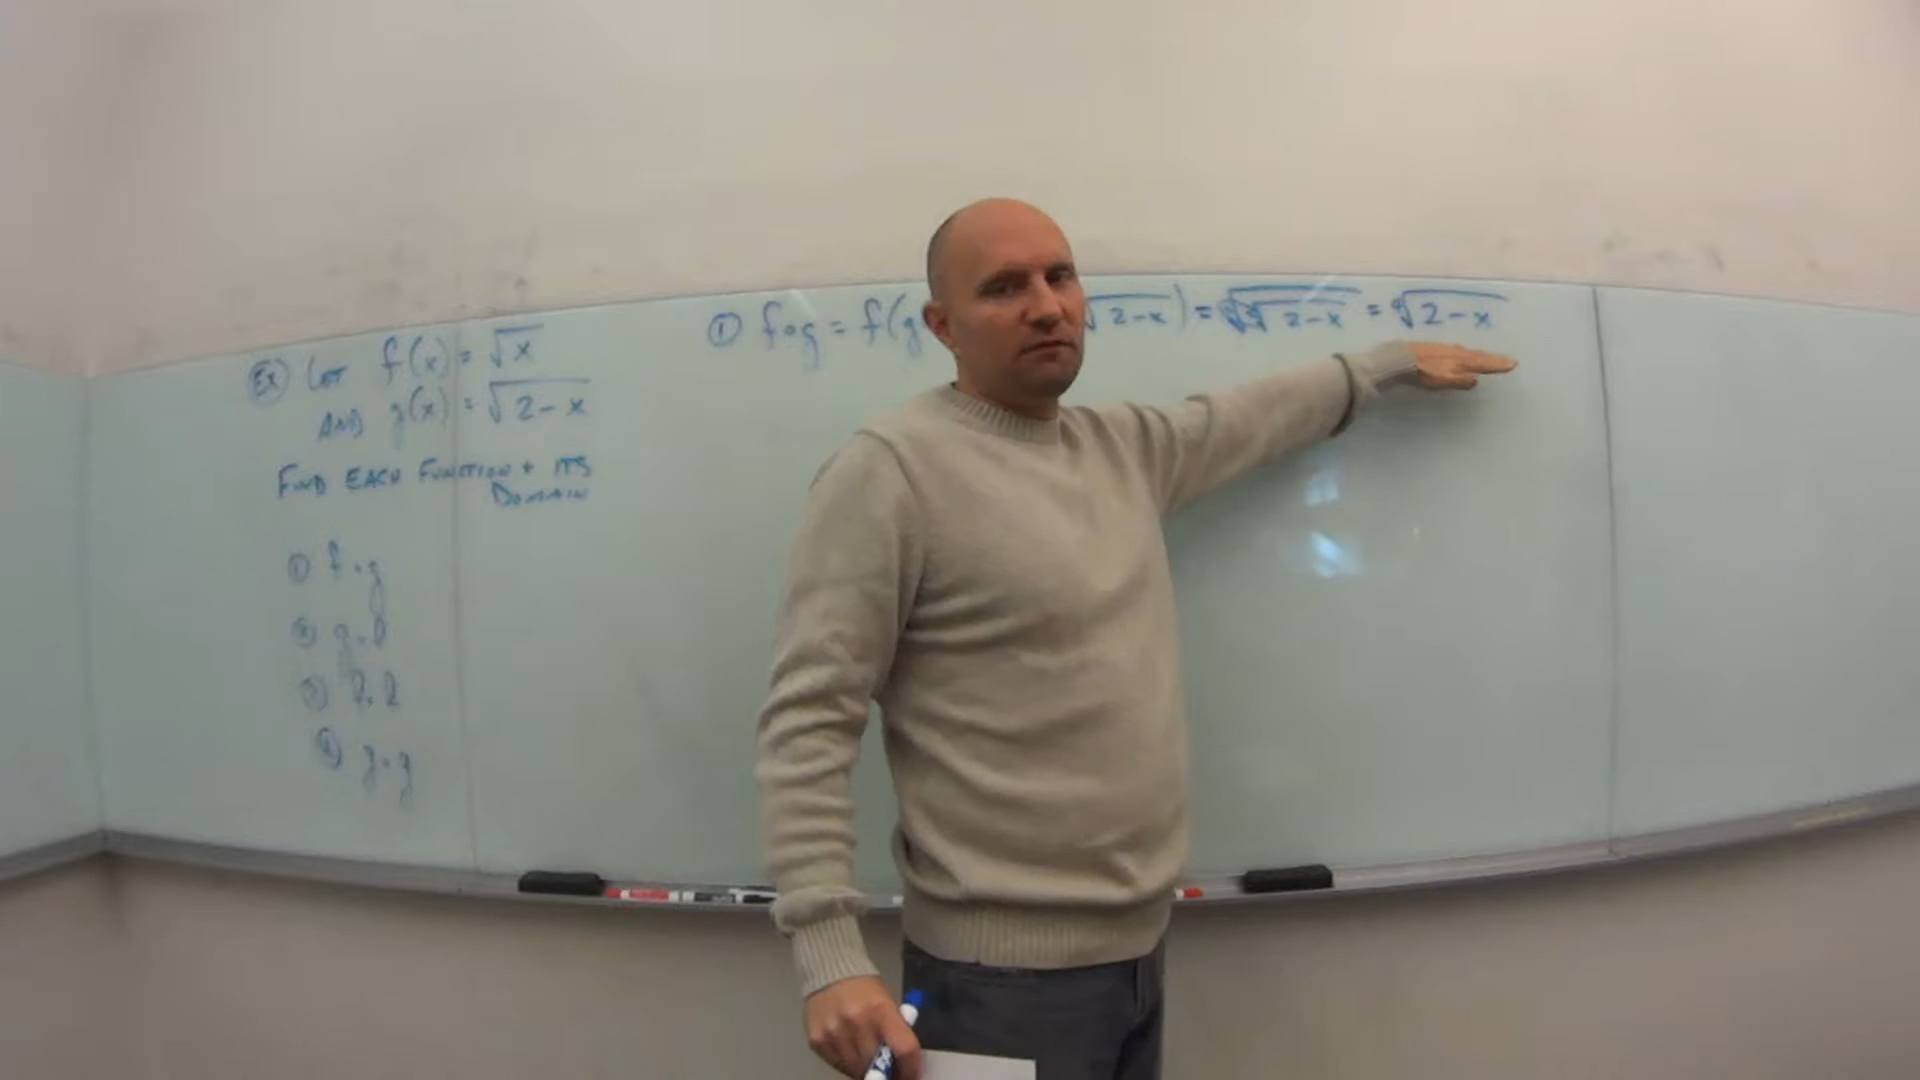 Ex) LET f(x) = √x
AND g(x) = √2-x
FIND EACH FUNCTION + ITS
DOMAIN
① f∘g
② g∘f
③ f∘f
④ g∘g
① f∘g = f(g √2-x) = √√2-x = ∜2-x